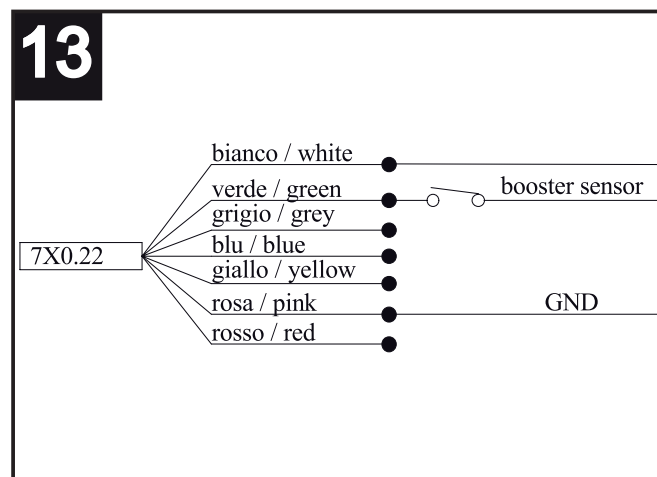 13
bianco / white
verde / green
booster sensor
grigio / grey
7X0.22
blu / blue
giallo / yellow
rosa / pink
GND
rosso / red